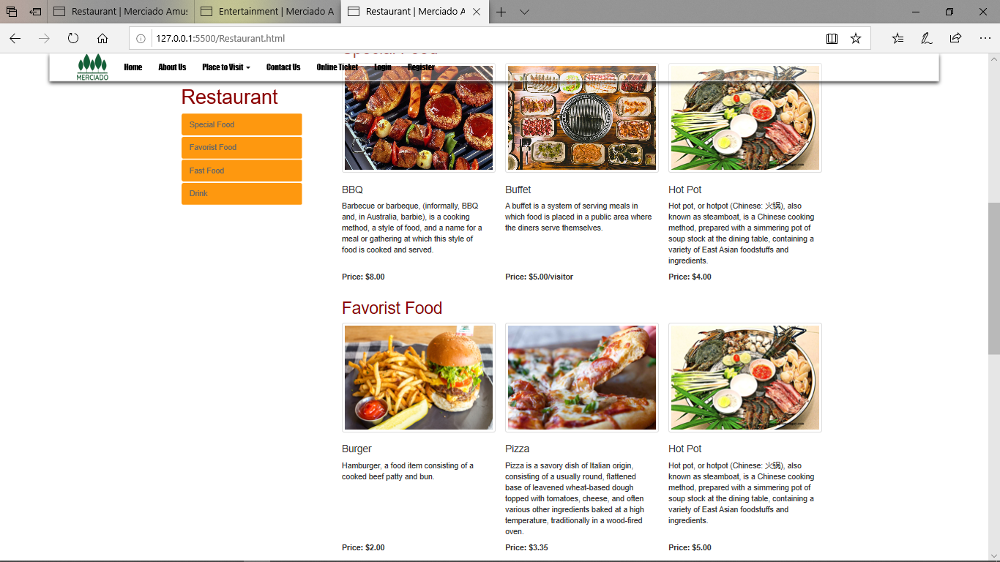 Restaurant | Merciado Amus
Entertainment | Merciado A
Restaurant | Merciado A
127.0.0.1:5500/Restaurant.html
Special Food
MERCIADO
Home About Us Place to Visit Contact Us Online Ticket Login Register
Restaurant
Special Food
Favorist Food
Fast Food
Drink
BBQ
Barbecue or barbeque, (informally, BBQ
and, in Australia, barbie), is a cooking
method, a style of food, and a name for a
meal or gathering at which this style of
food is cooked and served.
Price: $8.00
Buffet
A buffet is a system of serving meals in
which food is placed in a public area where
the diners serve themselves.
Price: $5.00/visitor
Hot Pot
Hot pot, or hotpot (Chinese: 火锅), also
known as steamboat, is a Chinese cooking
method, prepared with a simmering pot of
soup stock at the dining table, containing a
variety of East Asian foodstuffs and
ingredients.
Price: $4.00
Favorist Food
Burger
Hamburger, a food item consisting of a
cooked beef patty and bun.
Price: $2.00
Pizza
Pizza is a savory dish of Italian origin,
consisting of a usually round, flattened
base of leavened wheat-based dough
topped with tomatoes, cheese, and often
various other ingredients baked at a high
temperature, traditionally in a wood-fired
oven.
Price: $3.35
Hot Pot
Hot pot, or hotpot (Chinese: 火锅), also
known as steamboat, is a Chinese cooking
method, prepared with a simmering pot of
soup stock at the dining table, containing a
variety of East Asian foodstuffs and
ingredients.
Price: $5.00